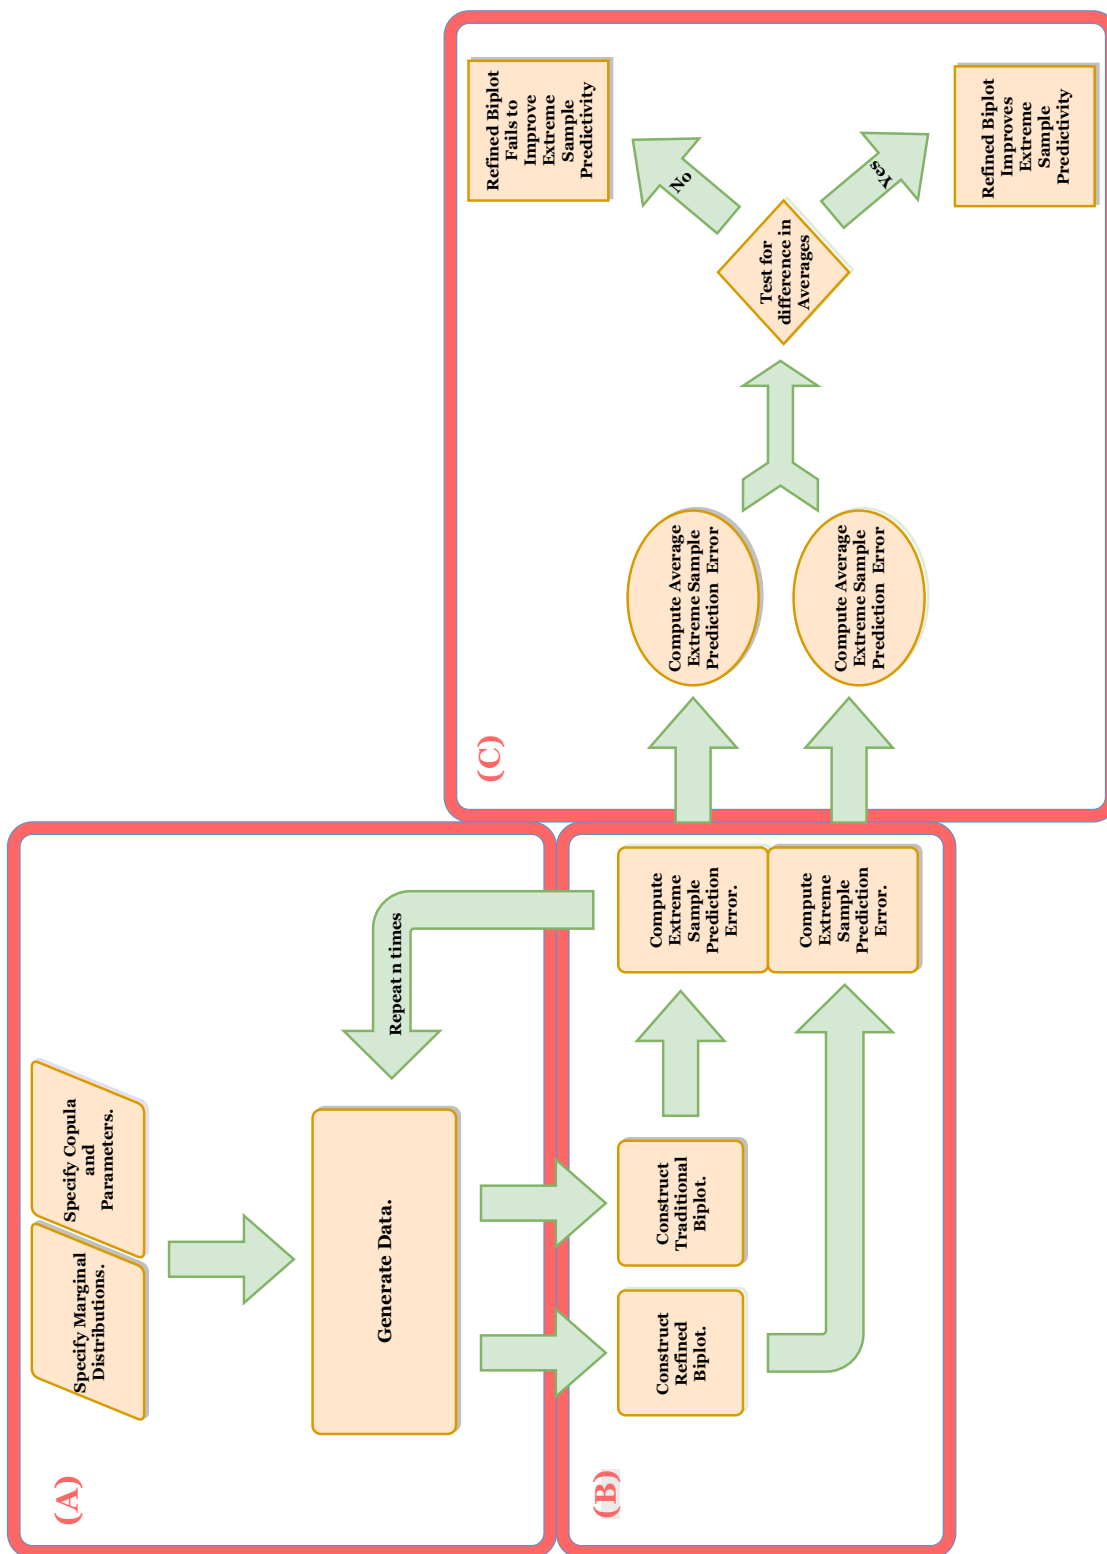 (A)
Specify Marginal
Distributions.
Specify Copula
and
Parameters.
Generate Data.
Repeat n times
(B)
Construct
Refined
Biplot.
Construct
Traditional
Biplot.
Compute
Extreme
Sample
Prediction
Error.
Compute
Extreme
Sample
Prediction
Error.
(C)
Compute Average
Extreme Sample
Prediction Error
Compute Average
Extreme Sample
Prediction Error
Test for
difference in
Averages
No
Yes
Refined Biplot
Fails to
Improve
Extreme
Sample
Predictivity
Refined Biplot
Improves
Extreme
Sample
Predictivity